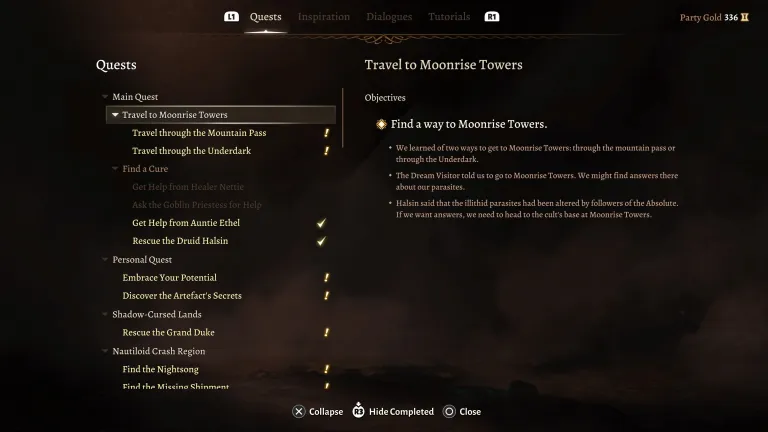 L1 Quests Inspiration Dialogues Tutorials R1
Party Gold 336
Quests
Main Quest
Travel to Moonrise Towers
Travel through the Mountain Pass
Travel through the Underdark
Find a Cure
Get Help from Healer Nettie
Ask the Goblin Priestess for Help
Get Help from Auntie Ethel
Rescue the Druid Halsin
Personal Quest
Embrace Your Potential
Discover the Artefact's Secrets
Shadow-Cursed Lands
Rescue the Grand Duke
Nautiloid Crash Region
Find the Nightsong
Find the Missing Shipment
Travel to Moonrise Towers
Objectives
Find a way to Moonrise Towers.
• We learned of two ways to get to Moonrise Towers: through the mountain pass or
through the Underdark.
• The Dream Visitor told us to go to Moonrise Towers. We might find answers there
about our parasites.
• Halsin said that the illithid parasites had been altered by followers of the Absolute.
If we want answers, we need to head to the cult's base at Moonrise Towers.
Collapse R3 Hide Completed Close